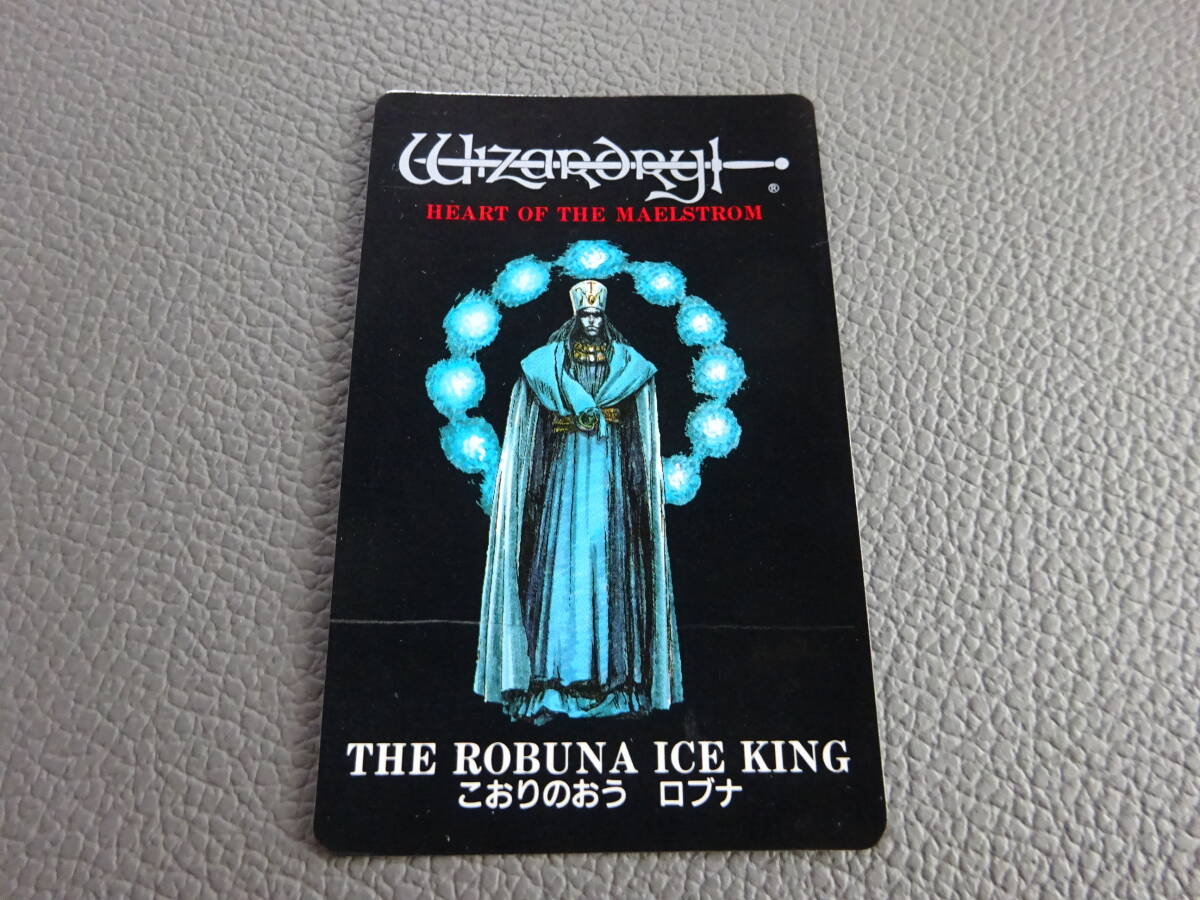 Wizardry ®
HEART OF THE MAELSTROM
THE ROBUNA ICE KING
こおりのおう ロブナ